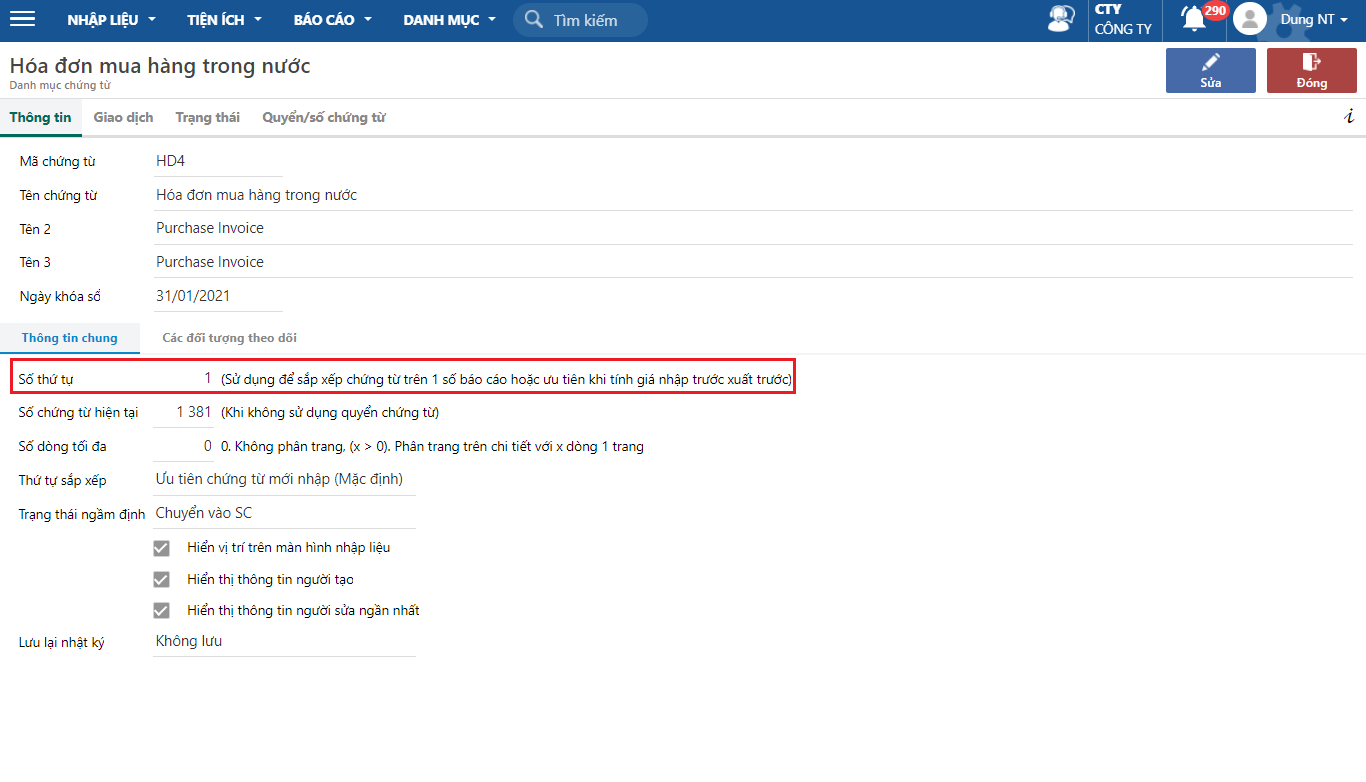 NHẬP LIỆU TIỆN ÍCH BÁO CÁO DANH MỤC Tìm kiếm CTY CÔNG TY 290 Dung NT
Hóa đơn mua hàng trong nước
Danh mục chứng từ
Sửa Đóng
Thông tin Giao dịch Trạng thái Quyển/số chứng từ i
Mã chứng từ HD4
Tên chứng từ Hóa đơn mua hàng trong nước
Tên 2 Purchase Invoice
Tên 3 Purchase Invoice
Ngày khóa sổ 31/01/2021
Thông tin chung Các đối tượng theo dõi
Số thứ tự 1 (Sử dụng để sắp xếp chứng từ trên 1 số báo cáo hoặc ưu tiên khi tính giá nhập trước xuất trước)
Số chứng từ hiện tại 1 381 (Khi không sử dụng quyển chứng từ)
Số dòng tối đa 0 0. Không phân trang, (x > 0). Phân trang trên chi tiết với x dòng 1 trang
Thứ tự sắp xếp Ưu tiên chứng từ mới nhập (Mặc định)
Trạng thái ngầm định Chuyển vào SC
Hiển vị trí trên màn hình nhập liệu
Hiển thị thông tin người tạo
Hiển thị thông tin người sửa ngần nhất
Lưu lại nhật ký Không lưu